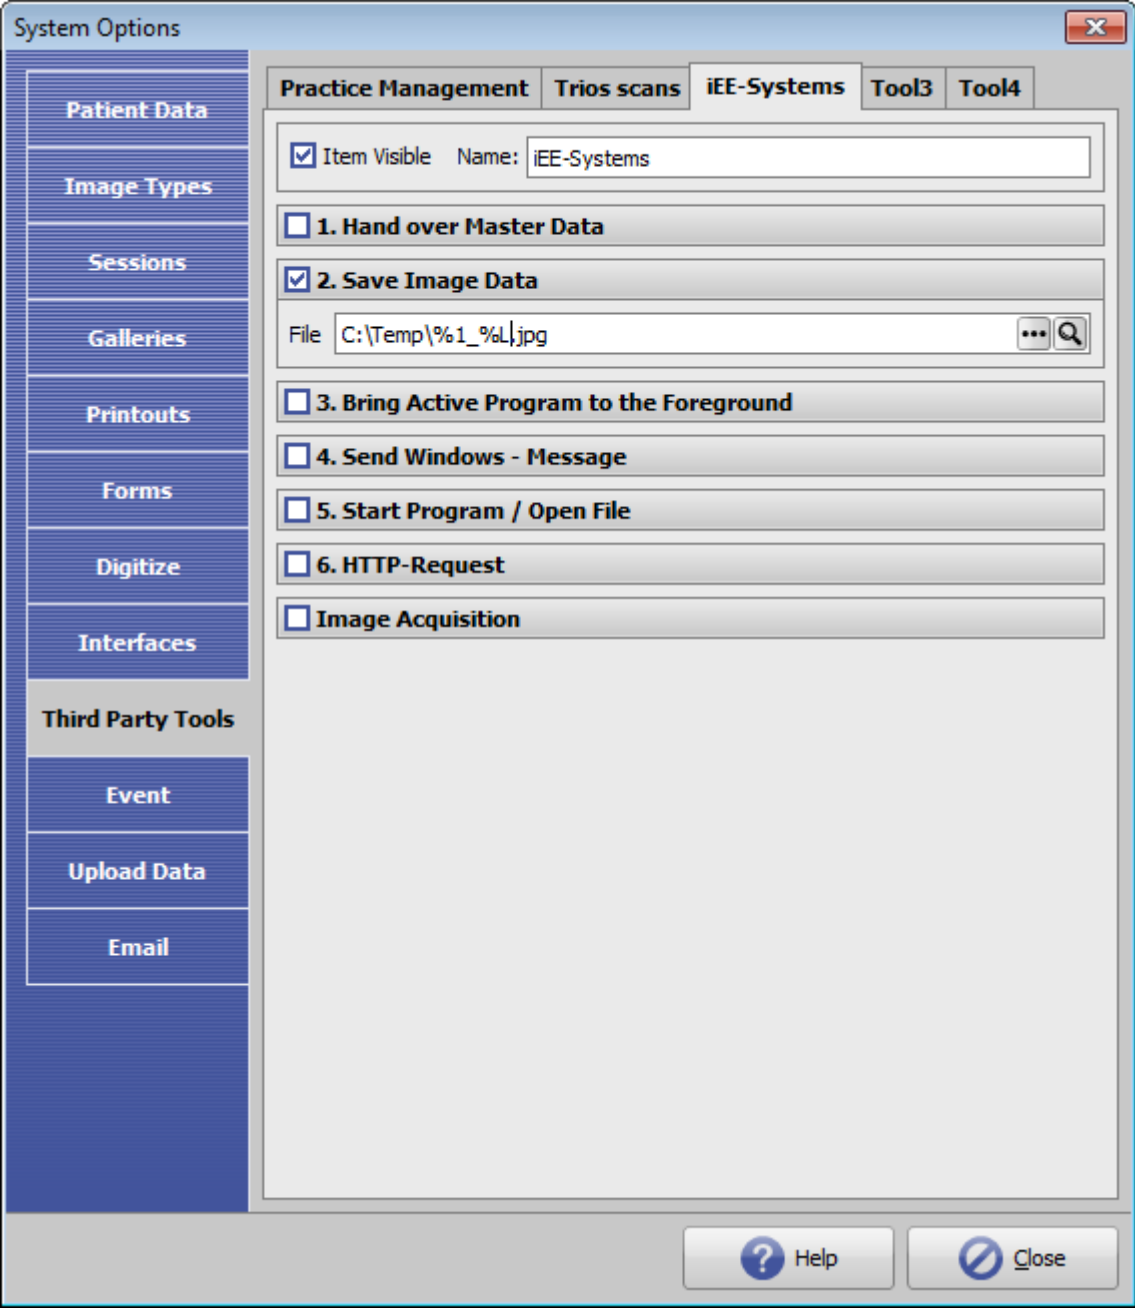 System Options
Patient Data
Image Types
Sessions
Galleries
Printouts
Forms
Digitize
Interfaces
Third Party Tools
Event
Upload Data
Email
Practice Management Trios scans iEE-Systems Tool3 Tool4
Item Visible Name: iEE-Systems
1. Hand over Master Data
2. Save Image Data
File C:\Temp\%1_%L.jpg
3. Bring Active Program to the Foreground
4. Send Windows - Message
5. Start Program / Open File
6. HTTP-Request
Image Acquisition
Help Close